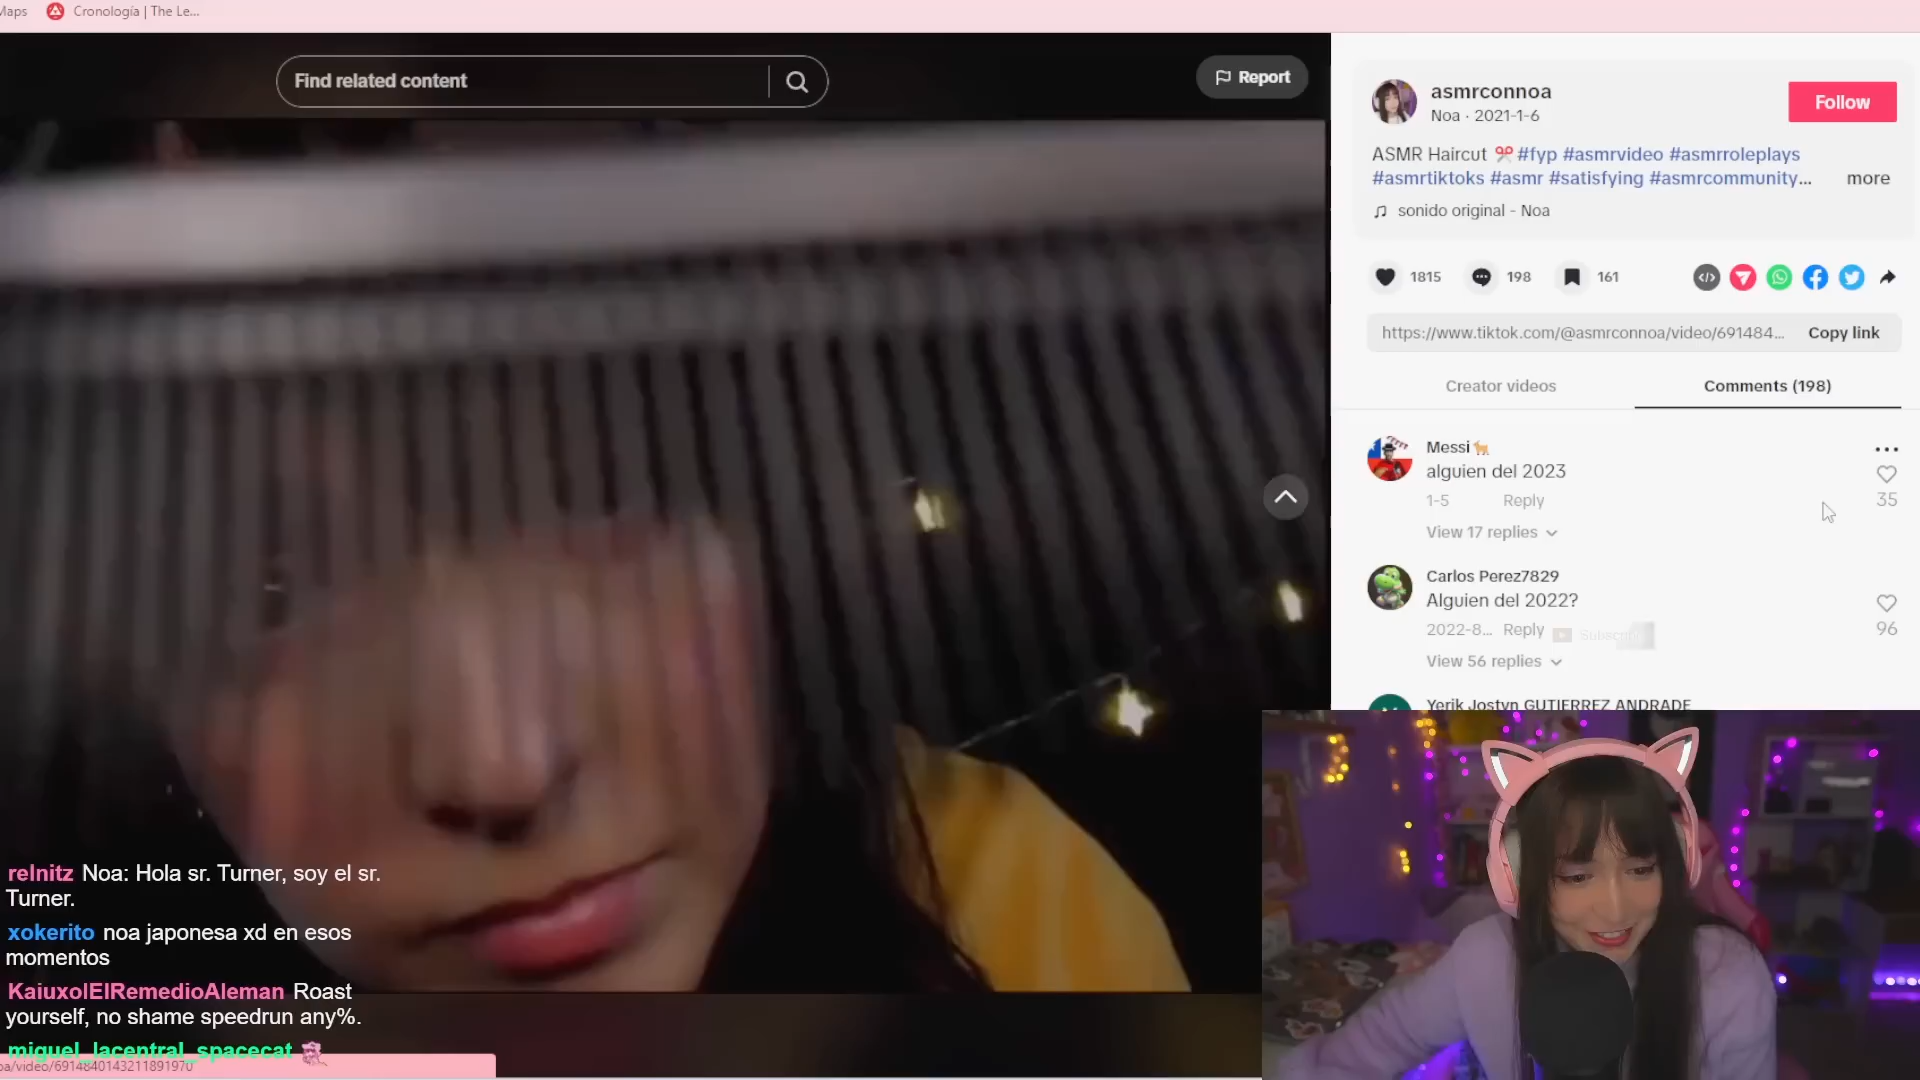 Maps
Cronología | The Le...
Find related content
Report
asmrconnoa
Noa · 2021-1-6
Follow
ASMR Haircut #fyp #asmrvideo #asmrroleplays
#asmrtiktoks #asmr #satisfying #asmrcommunity...
more
sonido original - Noa
1815
198
161
https://www.tiktok.com/@asmrconnoa/video/691484...
Copy link
Creator videos
Comments (198)
Messi
alguien del 2023
1-5
Reply
35
View 17 replies
Carlos Perez7829
Alguien del 2022?
2022-8...
Reply
Subscribe
96
View 56 replies
Yerik Jostyn GUTIERREZ ANDRADE
relnitz Noa: Hola sr. Turner, soy el sr.
Turner.
xokerito noa japonesa xd en esos
momentos
KaiuxolElRemedioAleman Roast
yourself, no shame speedrun any%.
miguel_lacentral_spacecat
oa/video/6914840143211891970